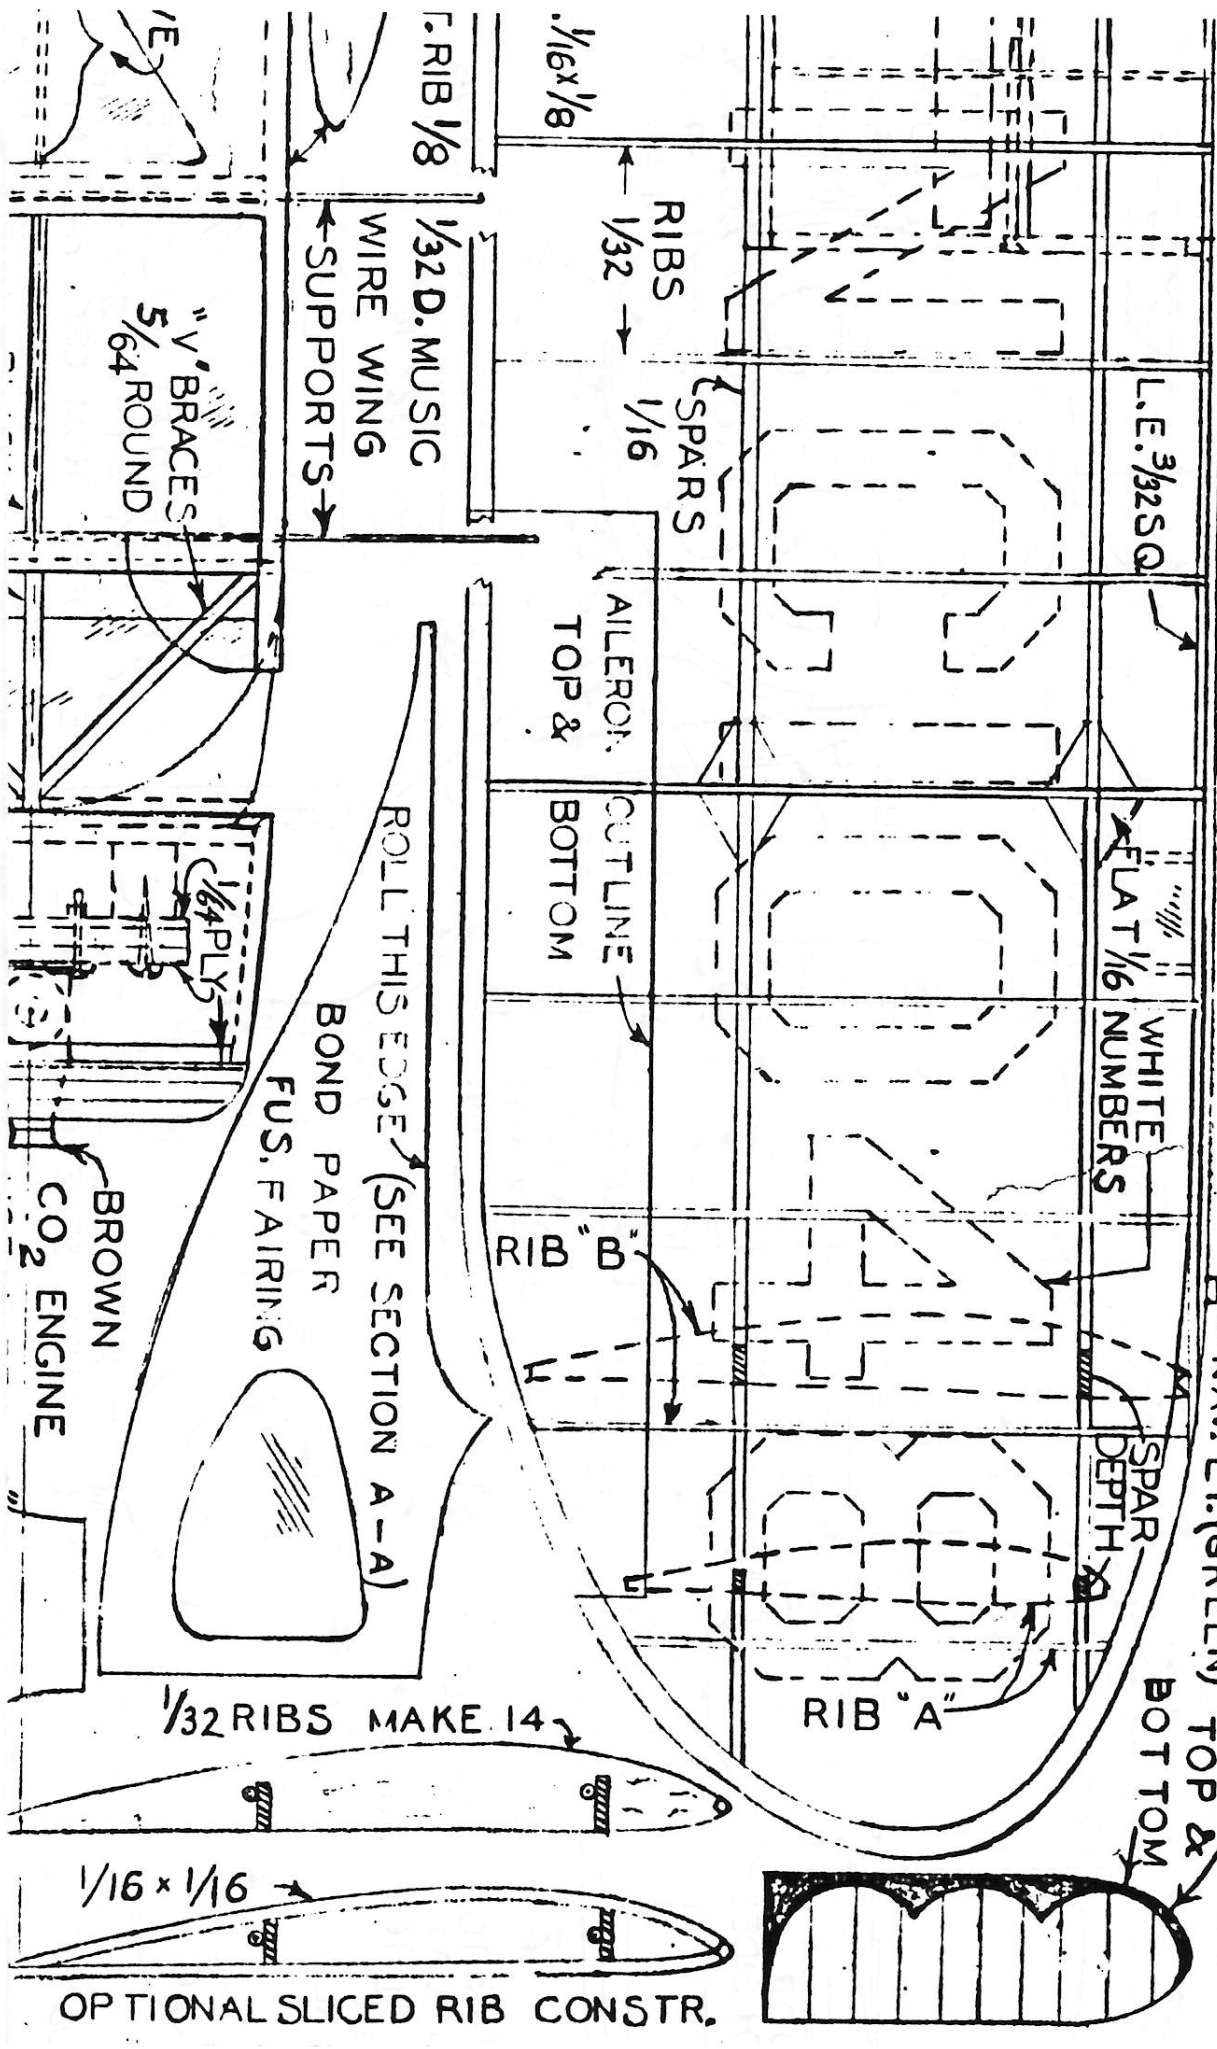 T. RIB 1/8
. 1/16 x 1/8
RIBS
1/32
SPARS
1/16
L.E. 3/32 SQ
1/32 D. MUSIC
WIRE WING
SUPPORTS
"V" BRACES
5/64 ROUND
AILERON OUTLINE
TOP & BOTTOM
FLAT 1/16
WHITE
NUMBERS
1/64 PLY
ROLL THIS EDGE (SEE SECTION A-A)
BOND PAPER
FUS. FAIRING
BROWN
CO2 ENGINE
RIB "B"
SPAR
DEPTH
RIB "A"
(GREEN) TOP &
BOTTOM
1/32 RIBS MAKE 14
1/16 x 1/16
OPTIONAL SLICED RIB CONSTR.